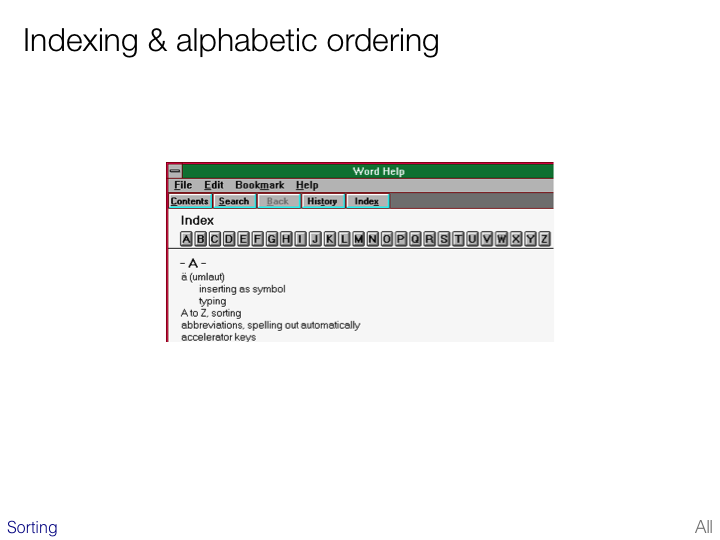 Indexing & alphabetic ordering
Word Help
File Edit Bookmark Help
Contents Search Back History Index
Index
A B C D E F G H I J K L M N O P Q R S T U V W X Y Z
- A -
ä (umlaut)
inserting as symbol
typing
A to Z, sorting
abbreviations, spelling out automatically
accelerator keys
Sorting
All